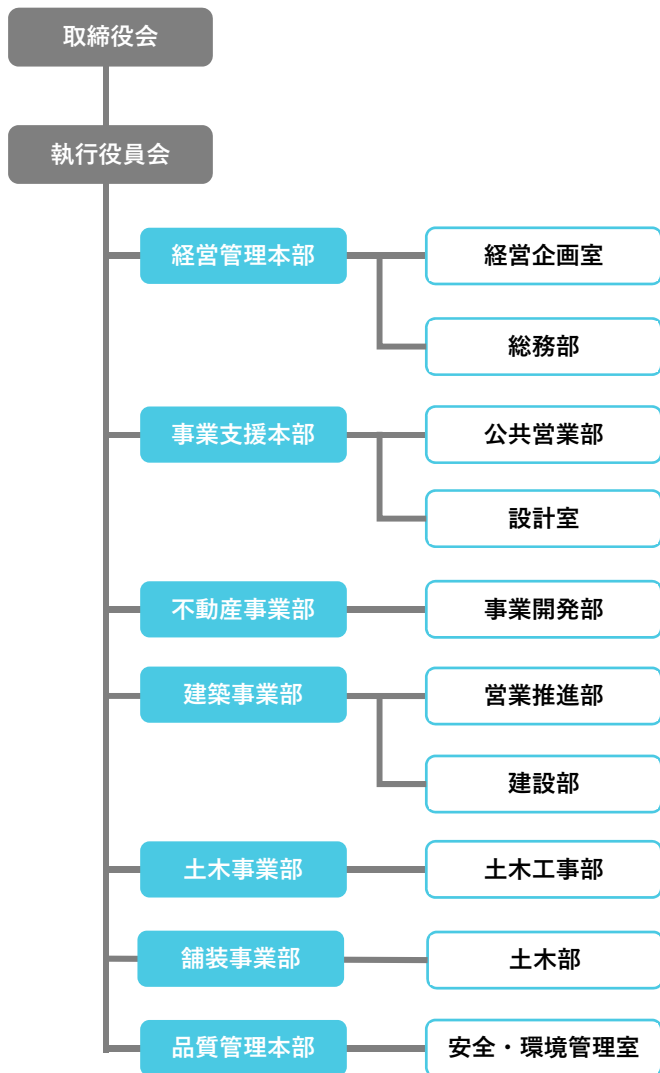 取締役会
執行役員会
経営管理本部
経営企画室
総務部
事業支援本部
公共営業部
設計室
不動産事業部
事業開発部
建築事業部
営業推進部
建設部
土木事業部
土木工事部
舗装事業部
土木部
品質管理本部
安全・環境管理室